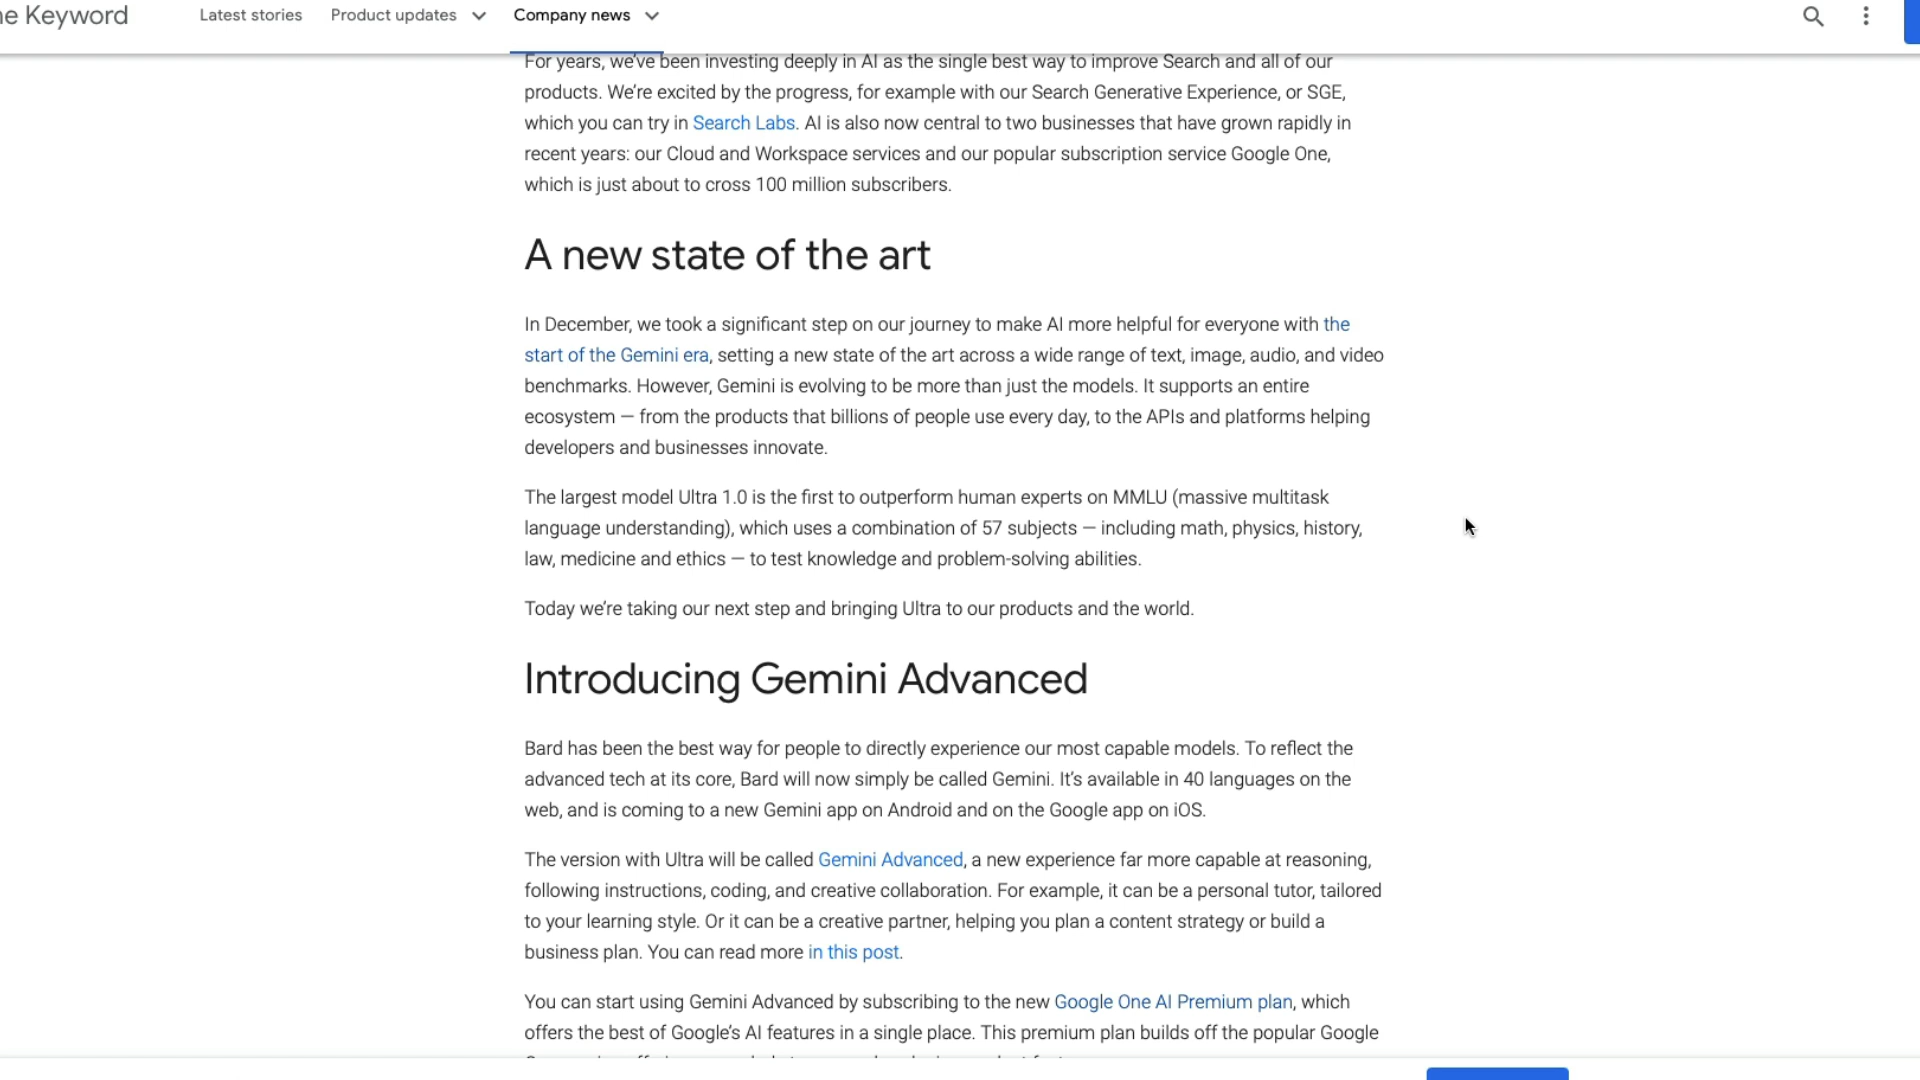 Keyword
Latest stories
Product updates
Company news
For years, we've been investing deeply in AI as the single best way to improve Search and all of our
products. We're excited by the progress, for example with our Search Generative Experience, or SGE,
which you can try in Search Labs. AI is also now central to two businesses that have grown rapidly in
recent years: our Cloud and Workspace services and our popular subscription service Google One,
which is just about to cross 100 million subscribers.
A new state of the art
In December, we took a significant step on our journey to make AI more helpful for everyone with the
start of the Gemini era, setting a new state of the art across a wide range of text, image, audio, and video
benchmarks. However, Gemini is evolving to be more than just the models. It supports an entire
ecosystem — from the products that billions of people use every day, to the APIs and platforms helping
developers and businesses innovate.
The largest model Ultra 1.0 is the first to outperform human experts on MMLU (massive multitask
language understanding), which uses a combination of 57 subjects — including math, physics, history,
law, medicine and ethics — to test knowledge and problem-solving abilities.
Today we're taking our next step and bringing Ultra to our products and the world.
Introducing Gemini Advanced
Bard has been the best way for people to directly experience our most capable models. To reflect the
advanced tech at its core, Bard will now simply be called Gemini. It's available in 40 languages on the
web, and is coming to a new Gemini app on Android and on the Google app on iOS.
The version with Ultra will be called Gemini Advanced, a new experience far more capable at reasoning,
following instructions, coding, and creative collaboration. For example, it can be a personal tutor, tailored
to your learning style. Or it can be a creative partner, helping you plan a content strategy or build a
business plan. You can read more in this post.
You can start using Gemini Advanced by subscribing to the new Google One AI Premium plan, which
offers the best of Google's AI features in a single place. This premium plan builds off the popular Google